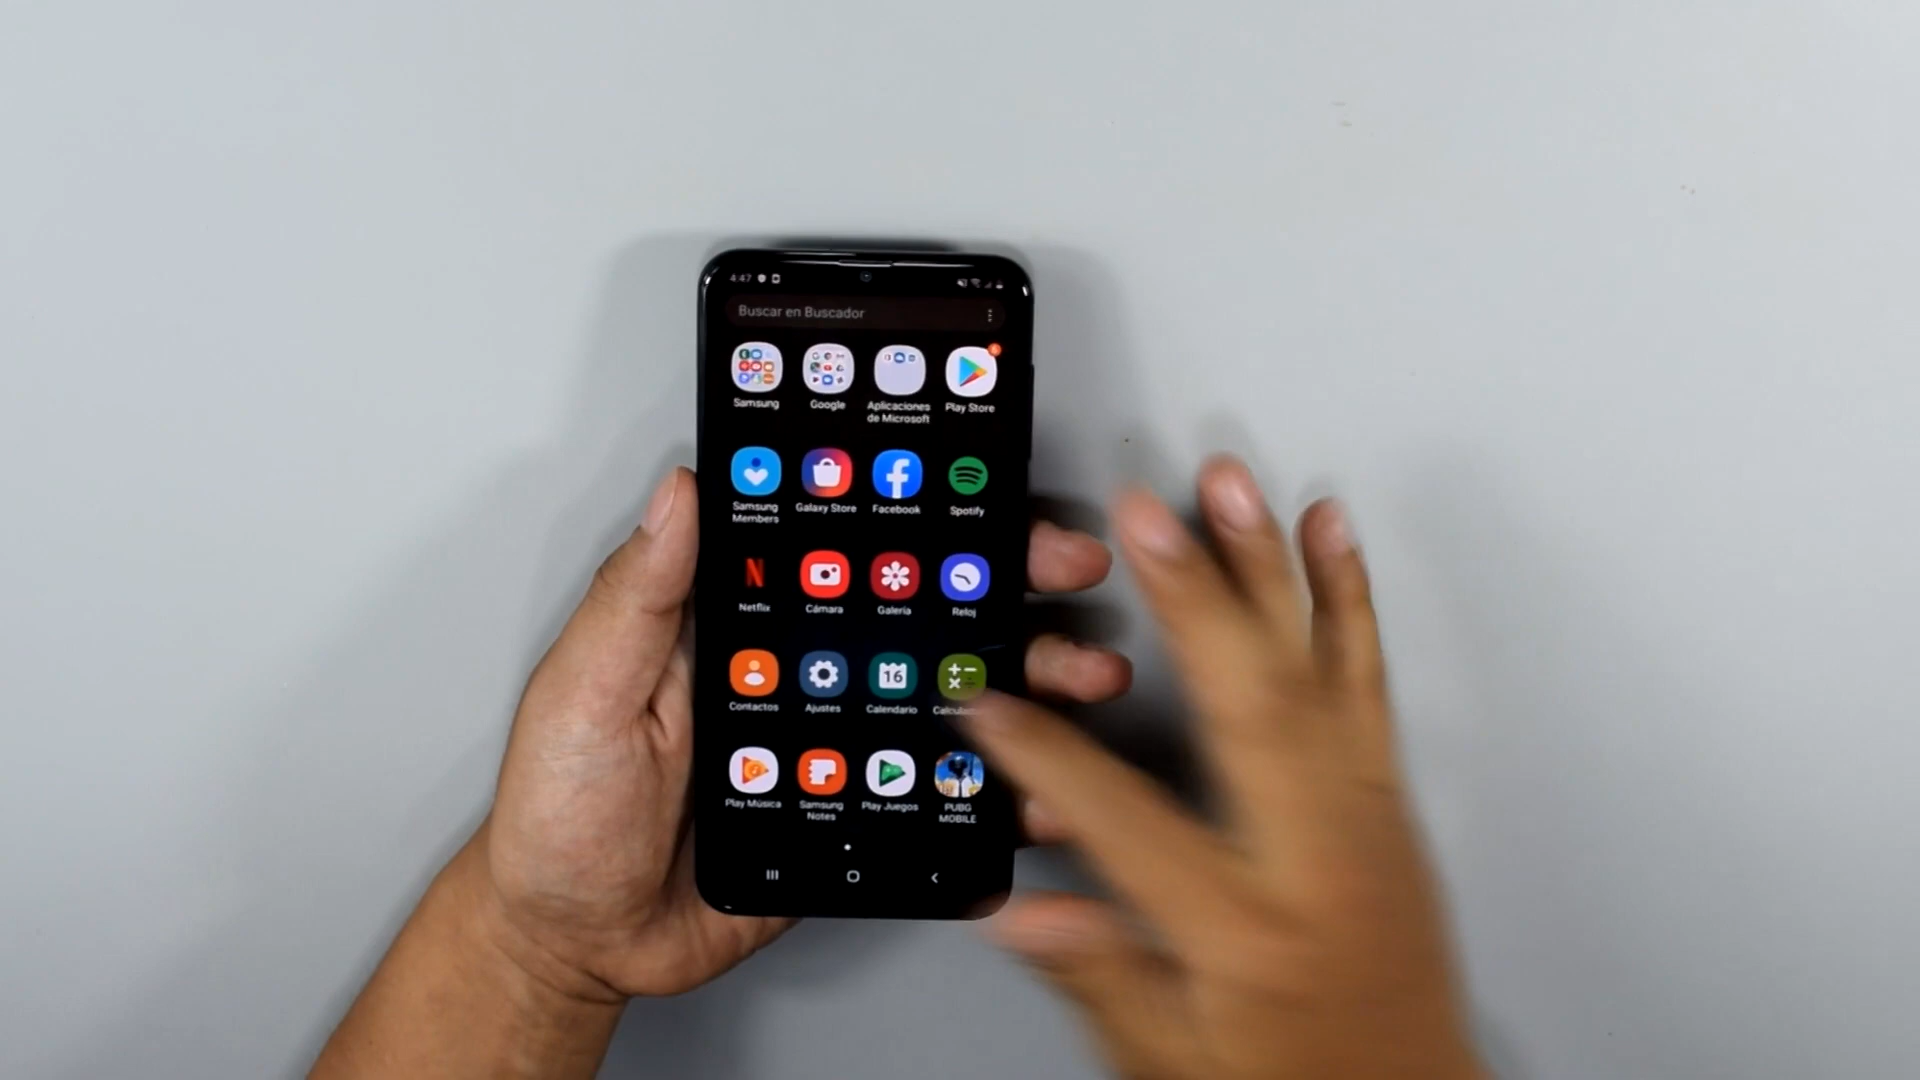 4:47
Buscar en Buscador
Samsung
Google
Aplicaciones
de Microsoft
Play Store
Samsung
Members
Galaxy Store
Facebook
Spotify
N
Netflix
Cámara
Galería
Reloj
16
Contactos
Ajustes
Calendario
Play Música
Samsung
Notes
Play Juegos
PUBG
MOBILE